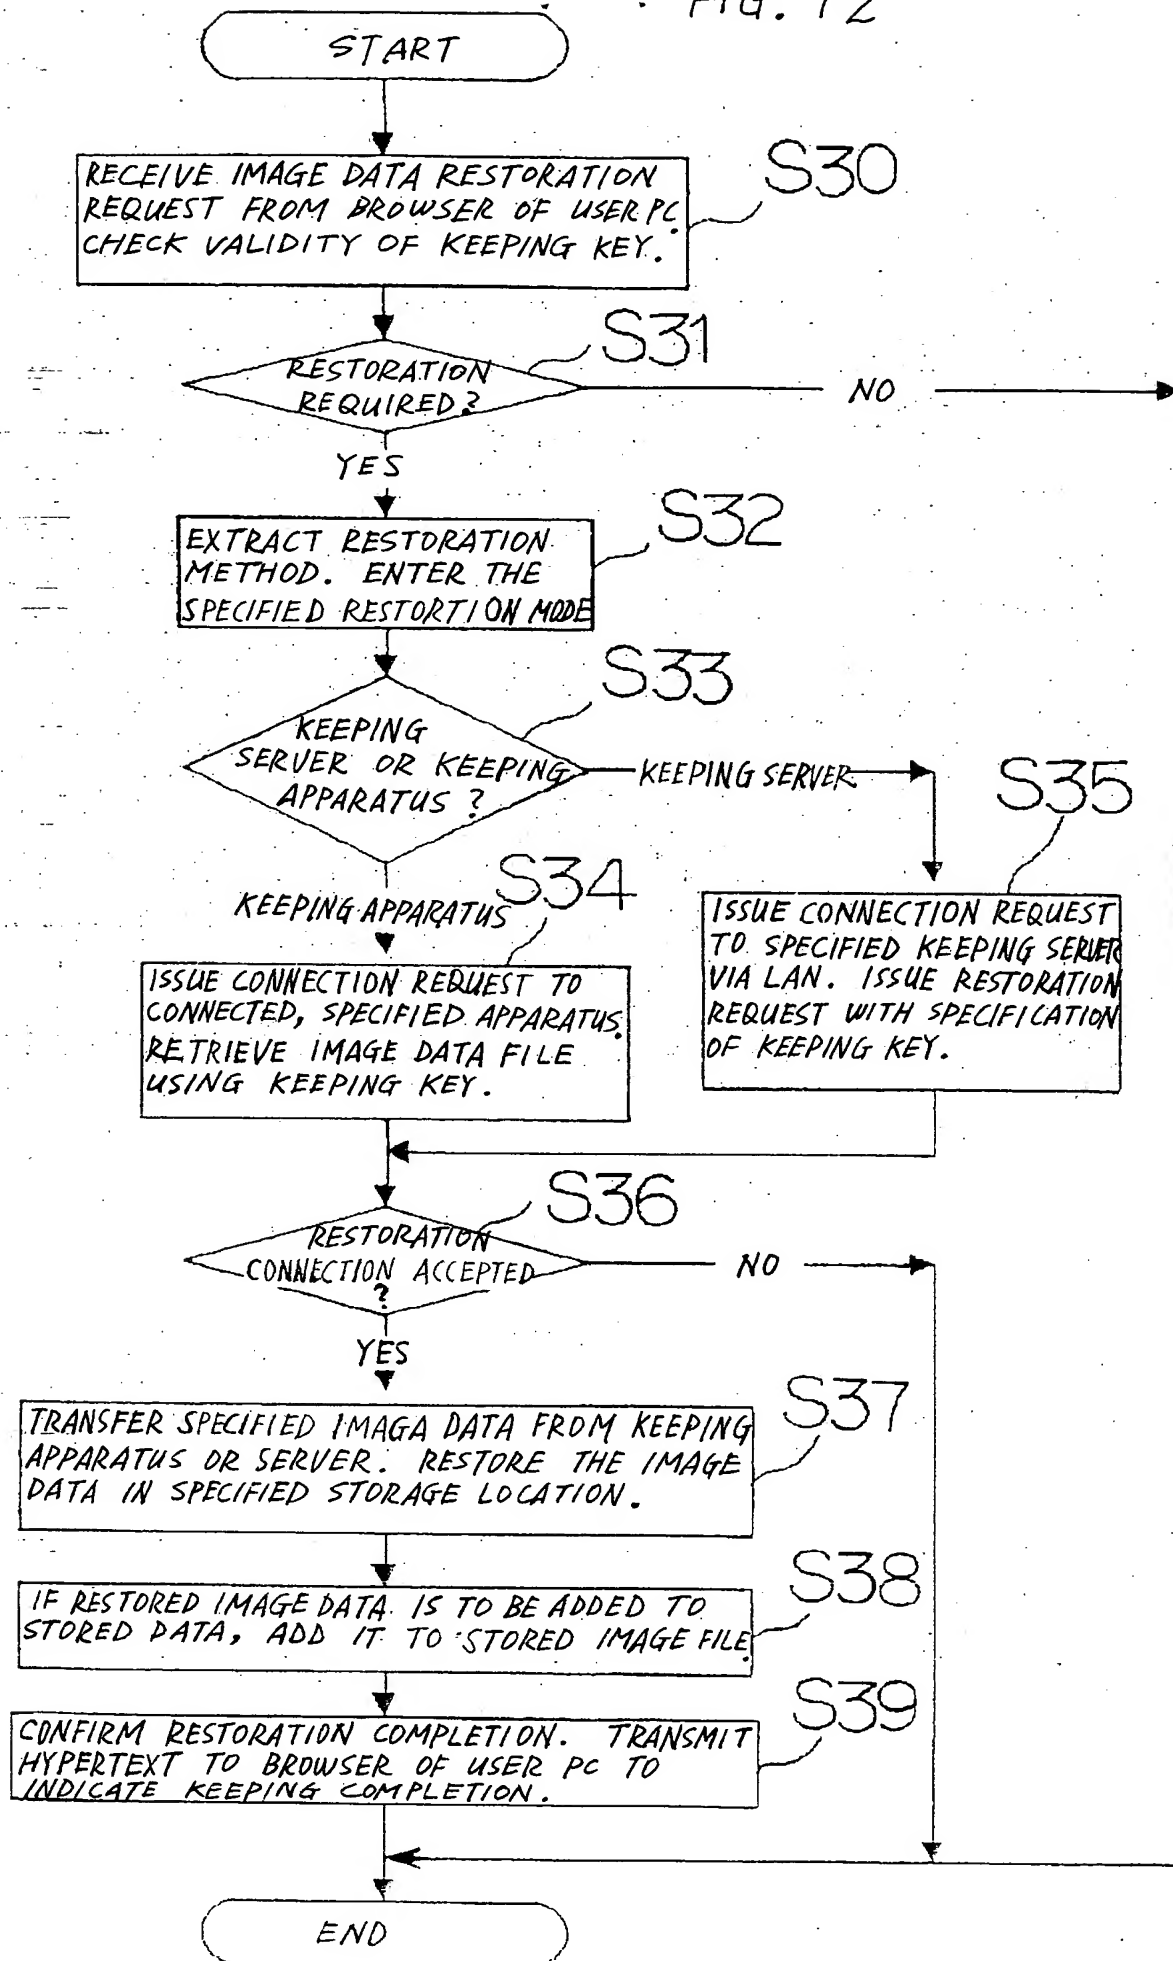 FIG. 12
START
RECEIVE IMAGE DATA RESTORATION
REQUEST FROM BROWSER OF USER PC.
CHECK VALIDITY OF KEEPING KEY.
S30
RESTORATION
REQUIRED?
S31
NO
YES
EXTRACT RESTORATION
METHOD. ENTER THE
SPECIFIED RESTORTION MODE
S32
KEEPING
SERVER OR KEEPING
APPARATUS ?
S33
KEEPING SERVER
KEEPING APPARATUS
S34
ISSUE CONNECTION REQUEST TO
CONNECTED, SPECIFIED APPARATUS.
RETRIEVE IMAGE DATA FILE
USING KEEPING KEY.
S35
ISSUE CONNECTION REQUEST
TO SPECIFIED KEEPING SERVER
VIA LAN. ISSUE RESTORATION
REQUEST WITH SPECIFICATION
OF KEEPING KEY.
S36
RESTORATION
CONNECTION ACCEPTED
?
NO
YES
TRANSFER SPECIFIED IMAGA DATA FROM KEEPING
APPARATUS OR SERVER. RESTORE THE IMAGE
DATA IN SPECIFIED STORAGE LOCATION.
S37
IF RESTORED IMAGE DATA IS TO BE ADDED TO
STORED DATA, ADD IT TO STORED IMAGE FILE.
S38
CONFIRM RESTORATION COMPLETION. TRANSMIT
HYPERTEXT TO BROWSER OF USER PC TO
INDICATE KEEPING COMPLETION.
S39
END